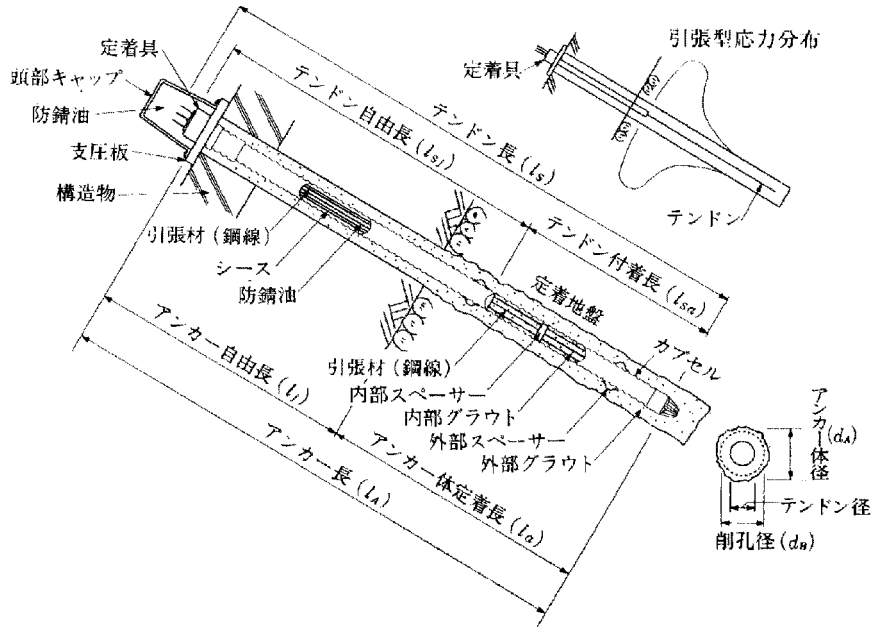 定着具
頭部キャップ
防錆油
支圧板
構造物
引張材(鋼線)
シース
防錆油
テンドン長(ls)
テンドン自由長(lsf)
テンドン付着長(lsa)
定着地盤
カプセル
引張材(鋼線)
内部スペーサー
内部グラウト
外部スペーサー
外部グラウト
アンカー自由長(lf)
アンカー長(lA)
アンカー体定着長(la)
引張型応力分布
定着具
テンドン
アンカー体径(dA)
テンドン径
削孔径(dB)